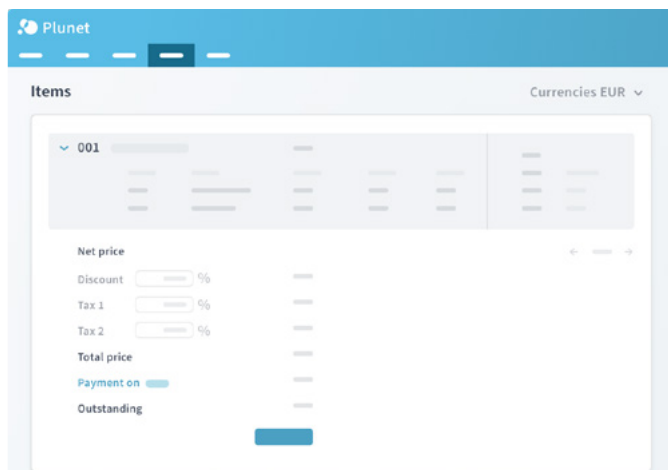 Plunet
Items
Currencies EUR
001
Net price
Discount %
Tax 1 %
Tax 2 %
Total price
Payment on
Outstanding